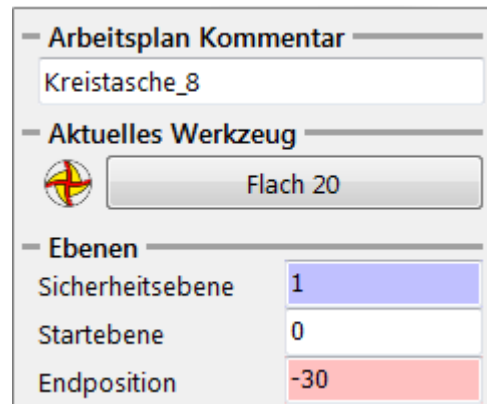 Arbeitsplan Kommentar
Kreistasche_8
Aktuelles Werkzeug
Flach 20
Ebenen
Sicherheitsebene 1
Startebene 0
Endposition -30